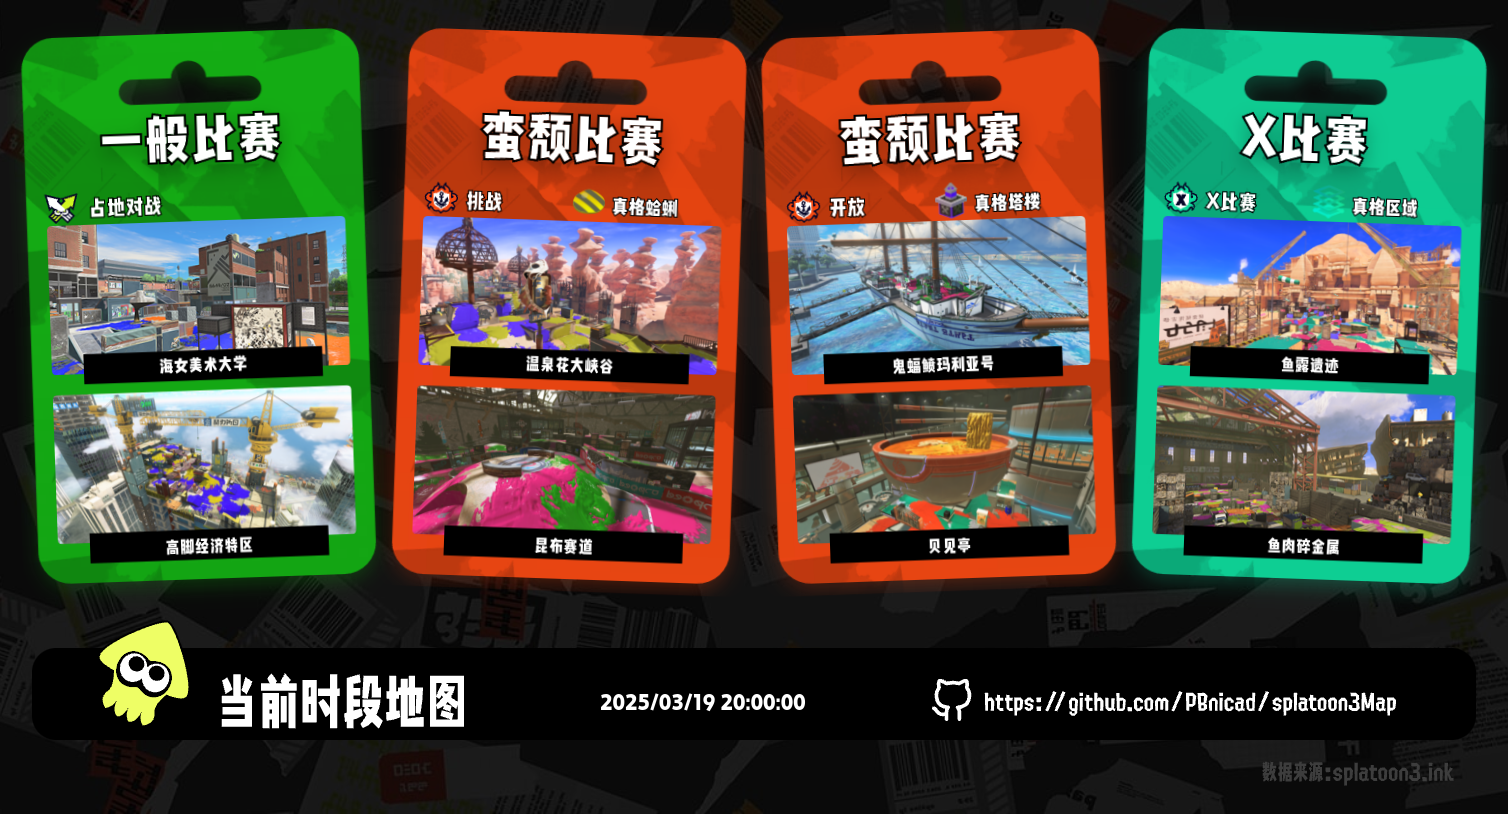 一般比赛
占地对战
海女美术大学
高脚经济特区
蛮颓比赛
挑战
真格蛤蜊
温泉花大峡谷
昆布赛道
蛮颓比赛
开放
真格塔楼
鬼蝠鲼玛利亚号
贝见亭
X比赛
X比赛
真格区域
鱼露遗迹
鱼肉碎金属
当前时段地图
2025/03/19 20:00:00
https://github.com/PBnicad/splatoon3Map
数据来源:splatoon3.ink